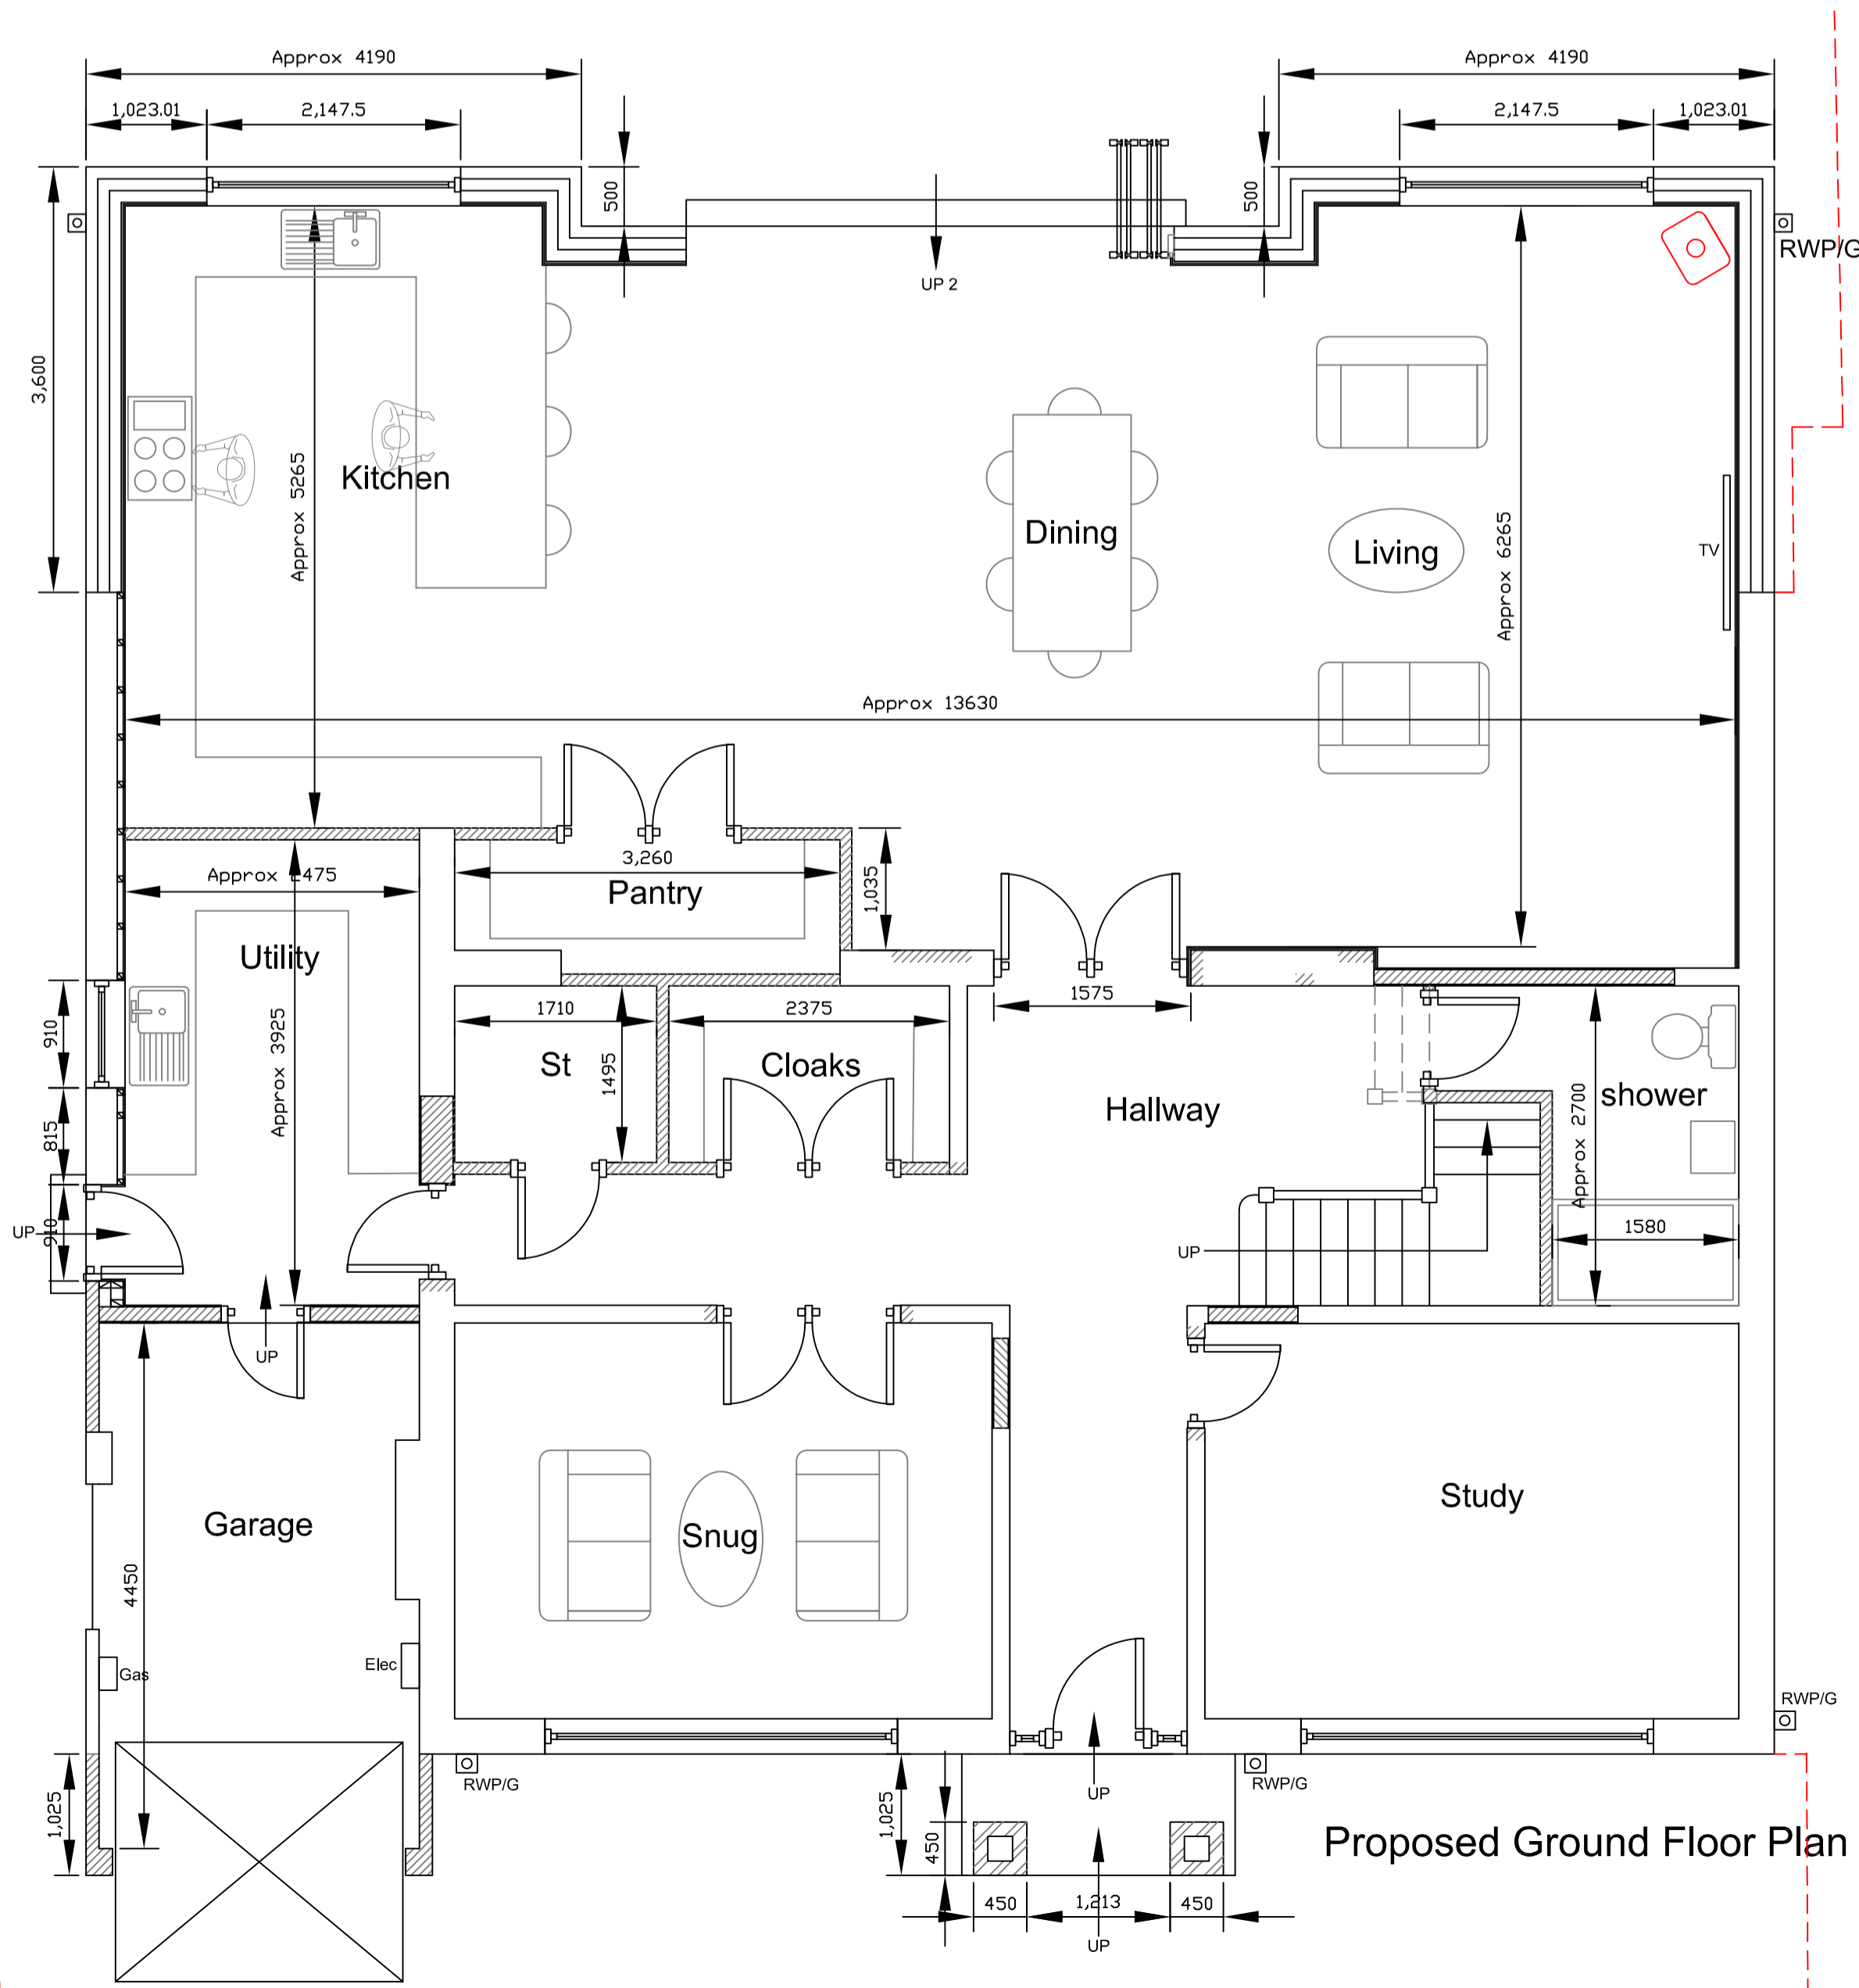 Approx 4190
Approx 4190
1,023.01
2,147.5
2,147.5
1,023.01
500
500
RWP/G
UP 2
3,600
Approx 5265
Kitchen
Dining
Living
Approx 6265
TV
Approx 13630
3,260
Pantry
1,035
Approx 2475
Utility
910
Approx 3925
1710
St
1495
2375
Cloaks
1575
Hallway
shower
Approx 2700
815
910
UP
UP
1580
UP
Garage
Snug
Study
4450
Gas
Elec
RWP/G
RWP/G
RWP/G
UP
1,025
1,025
450
Proposed Ground Floor Plan
450
1,213
450
UP